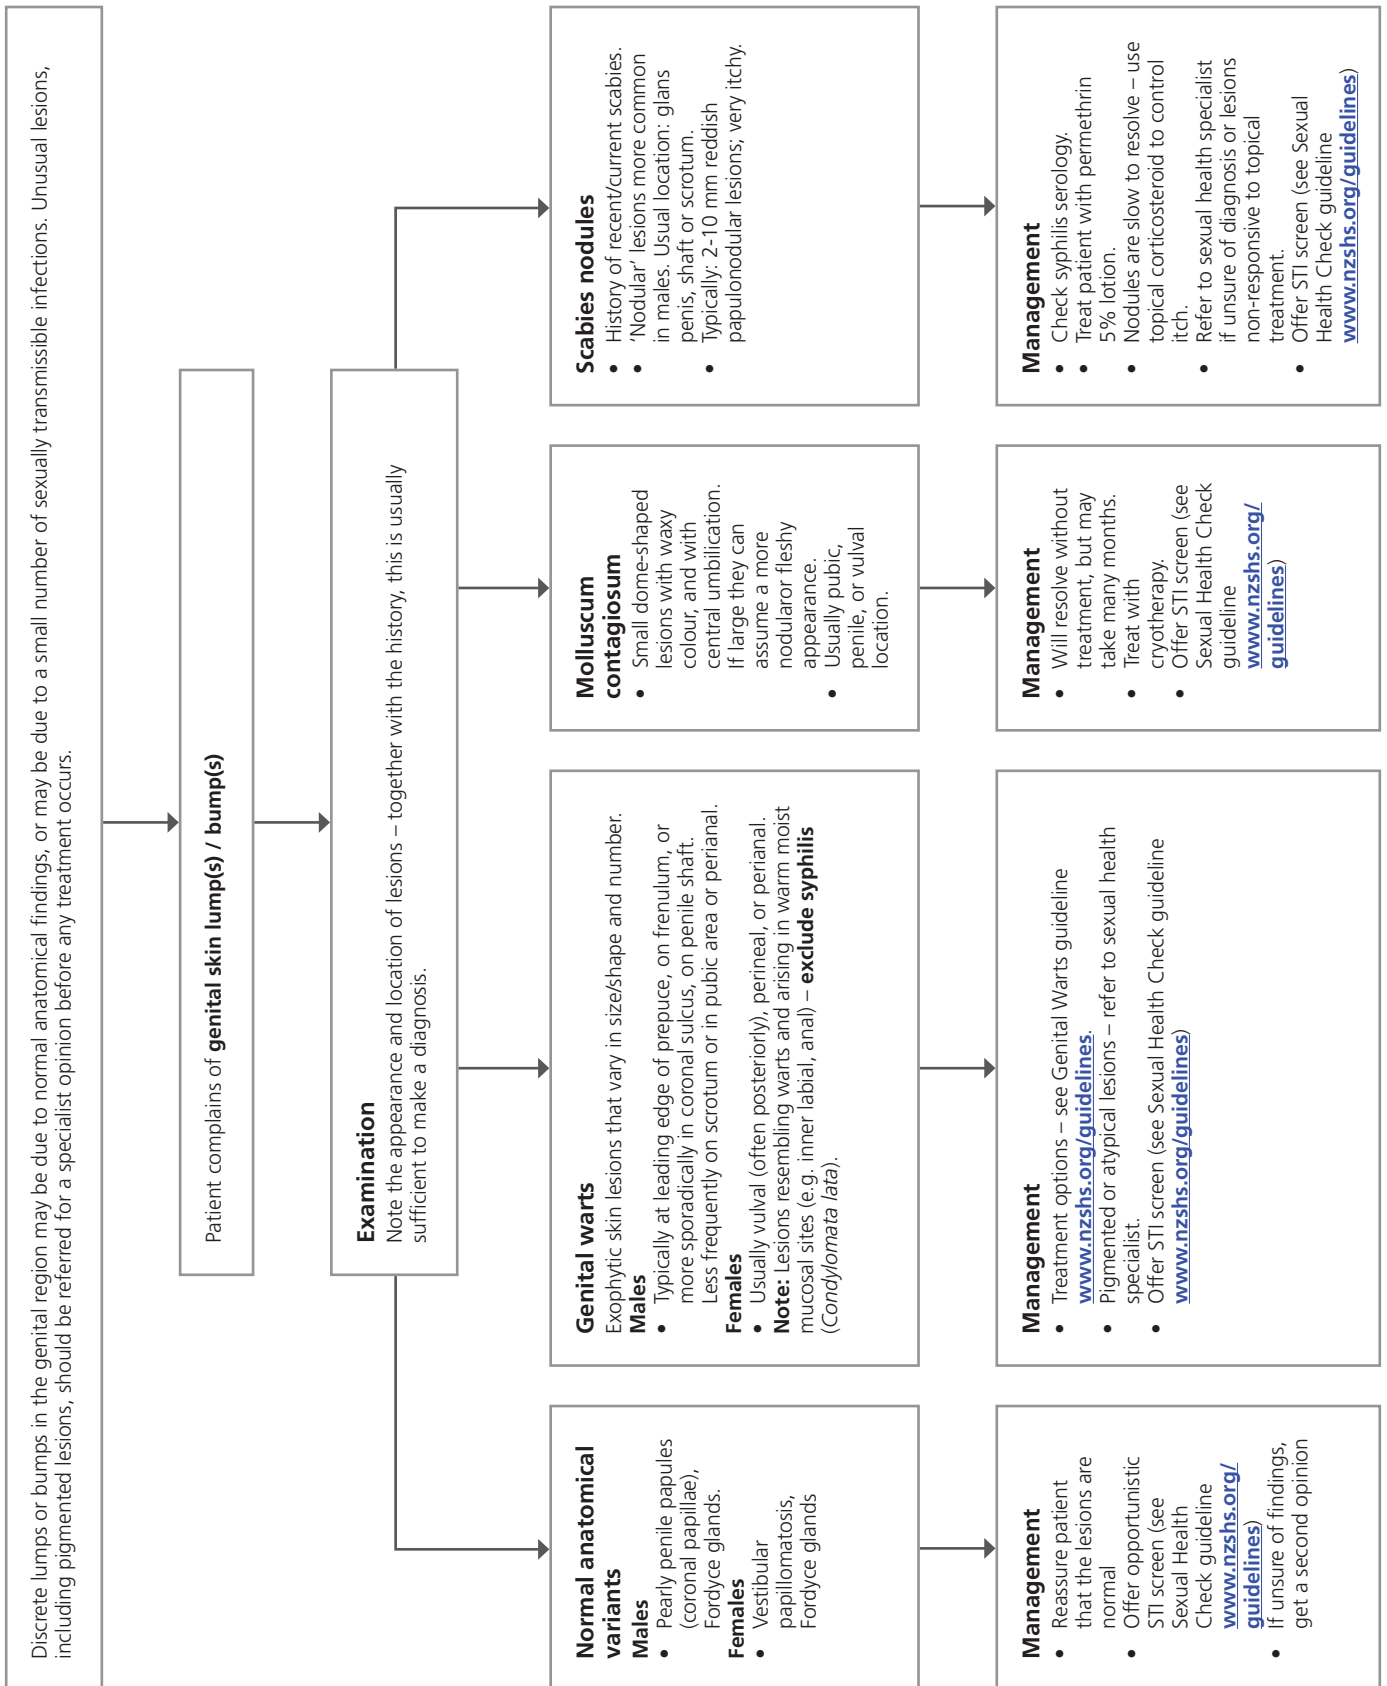 Discrete lumps or bumps in the genital region may be due to normal anatomical findings, or may be due to a small number of sexually transmissible infections. Unusual lesions,
including pigmented lesions, should be referred for a specialist opinion before any treatment occurs.
Patient complains of genital skin lump(s) / bump(s)
Examination
Note the appearance and location of lesions – together with the history, this is usually
sufficient to make a diagnosis.
Normal anatomical
variants
Males
• Pearly penile papules
(coronal papillae),
Fordyce glands.
Females
• Vestibular
papillomatosis,
Fordyce glands
Genital warts
Exophytic skin lesions that vary in size/shape and number.
Males
• Typically at leading edge of prepuce, on frenulum, or
more sporadically in coronal sulcus, on penile shaft.
Less frequently on scrotum or in pubic area or perianal.
Females
• Usually vulval (often posteriorly), perineal, or perianal.
Note: Lesions resembling warts and arising in warm moist
mucosal sites (e.g. inner labial, anal) – exclude syphilis
(Condylomata lata).
Molluscum
contagiosum
• Small dome-shaped
lesions with waxy
colour, and with
central umbilication.
If large they can
assume a more
nodularor fleshy
appearance.
• Usually pubic,
penile, or vulval
location.
Scabies nodules
• History of recent/current scabies.
• 'Nodular' lesions more common
in males. Usual location: glans
penis, shaft or scrotum.
• Typically: 2-10 mm reddish
papulonodular lesions; very itchy.
Management
• Reassure patient
that the lesions are
normal
• Offer opportunistic
STI screen (see
Sexual Health
Check guideline
www.nzshs.org/
guidelines)
• If unsure of findings,
get a second opinion
Management
• Treatment options – see Genital Warts guideline
www.nzshs.org/guidelines.
• Pigmented or atypical lesions – refer to sexual health
specialist.
• Offer STI screen (see Sexual Health Check guideline
www.nzshs.org/guidelines)
Management
• Will resolve without
treatment, but may
take many months.
• Treat with
cryotherapy.
• Offer STI screen (see
Sexual Health Check
guideline
www.nzshs.org/
guidelines)
Management
• Check syphilis serology.
• Treat patient with permethrin
5% lotion.
• Nodules are slow to resolve – use
topical corticosteroid to control
itch.
• Refer to sexual health specialist
if unsure of diagnosis or lesions
non-responsive to topical
treatment.
• Offer STI screen (see Sexual
Health Check guideline
www.nzshs.org/guidelines)